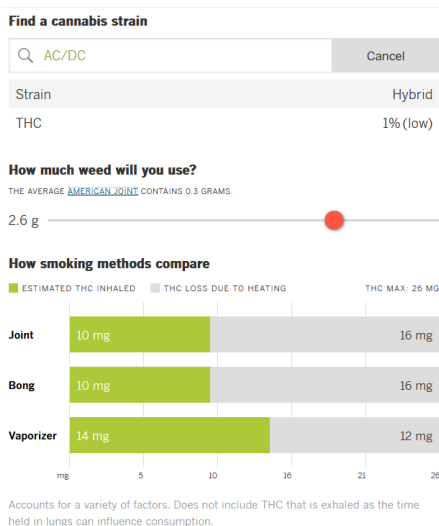 Find a cannabis strain
AC/DC Cancel
Strain Hybrid
THC 1% (low)
How much weed will you use?
THE AVERAGE AMERICAN JOINT CONTAINS 0.3 GRAMS.
2.6 g
How smoking methods compare
ESTIMATED THC INHALED THC LOSS DUE TO HEATING THC MAX: 26 MG
Joint 10 mg 16 mg
Bong 10 mg 16 mg
Vaporizer 14 mg 12 mg
mg 5 10 16 21 26
Accounts for a variety of factors. Does not include THC that is exhaled as the time
held in lungs can influence consumption.